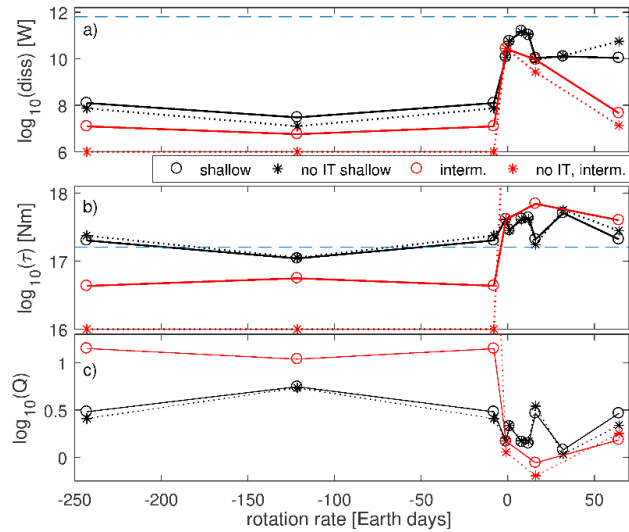 12
a)
10
8
6
log10(diss) [W]
shallow
no IT shallow
interm.
no IT, interm.
18
b)
17
16
log10(τ) [Nm]
c)
1
0.5
0
log10(Q)
-250 -200 -150 -100 -50 0 50
rotation rate [Earth days]